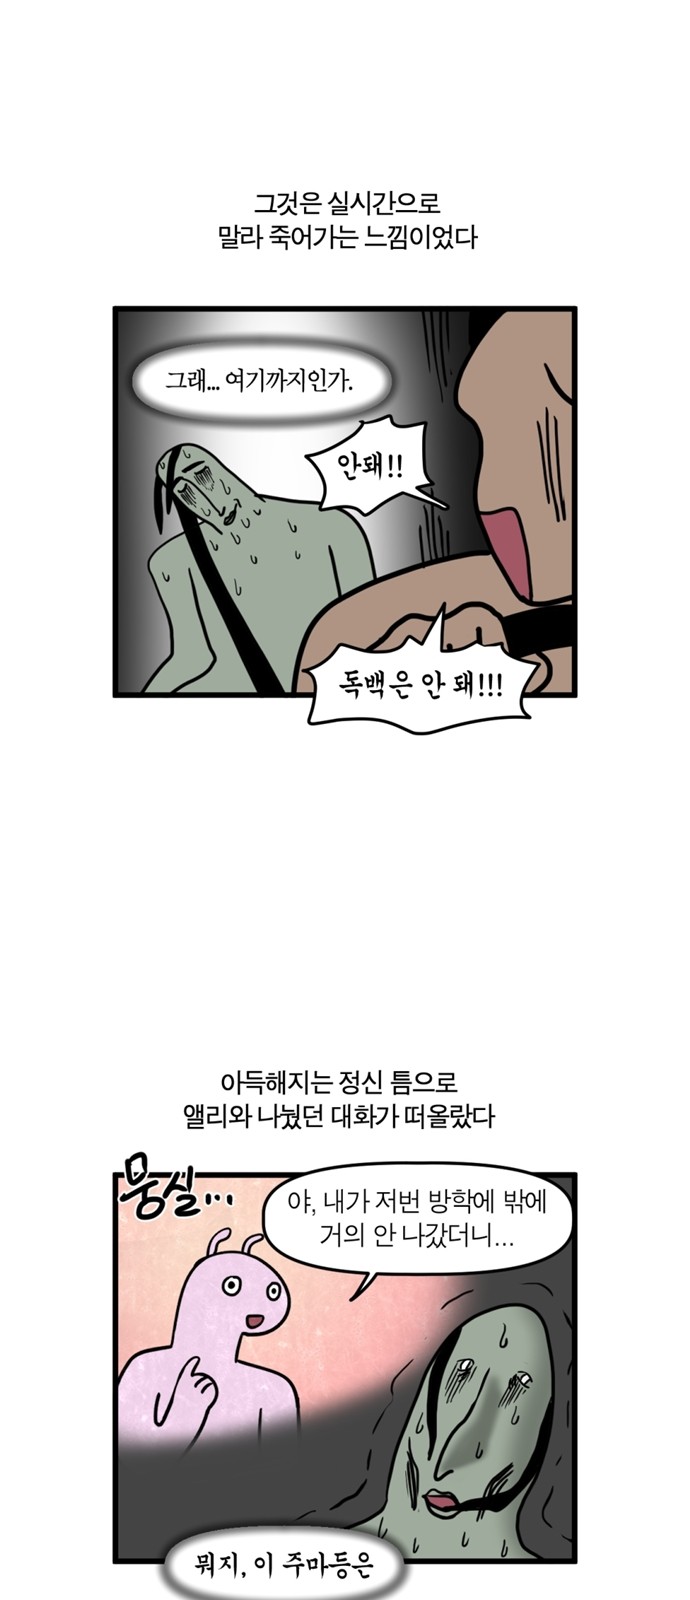 그것은 실시간으로
말라 죽어가는 느낌이었다
그래... 여기까지인가.
안돼!!
독백은 안 돼!!!
아득해지는 정신 틈으로
앨리와 나눴던 대화가 떠올랐다
뭉실...
야, 내가 저번 방학에 밖에
거의 안 나갔더니...
뭐지, 이 주마등은